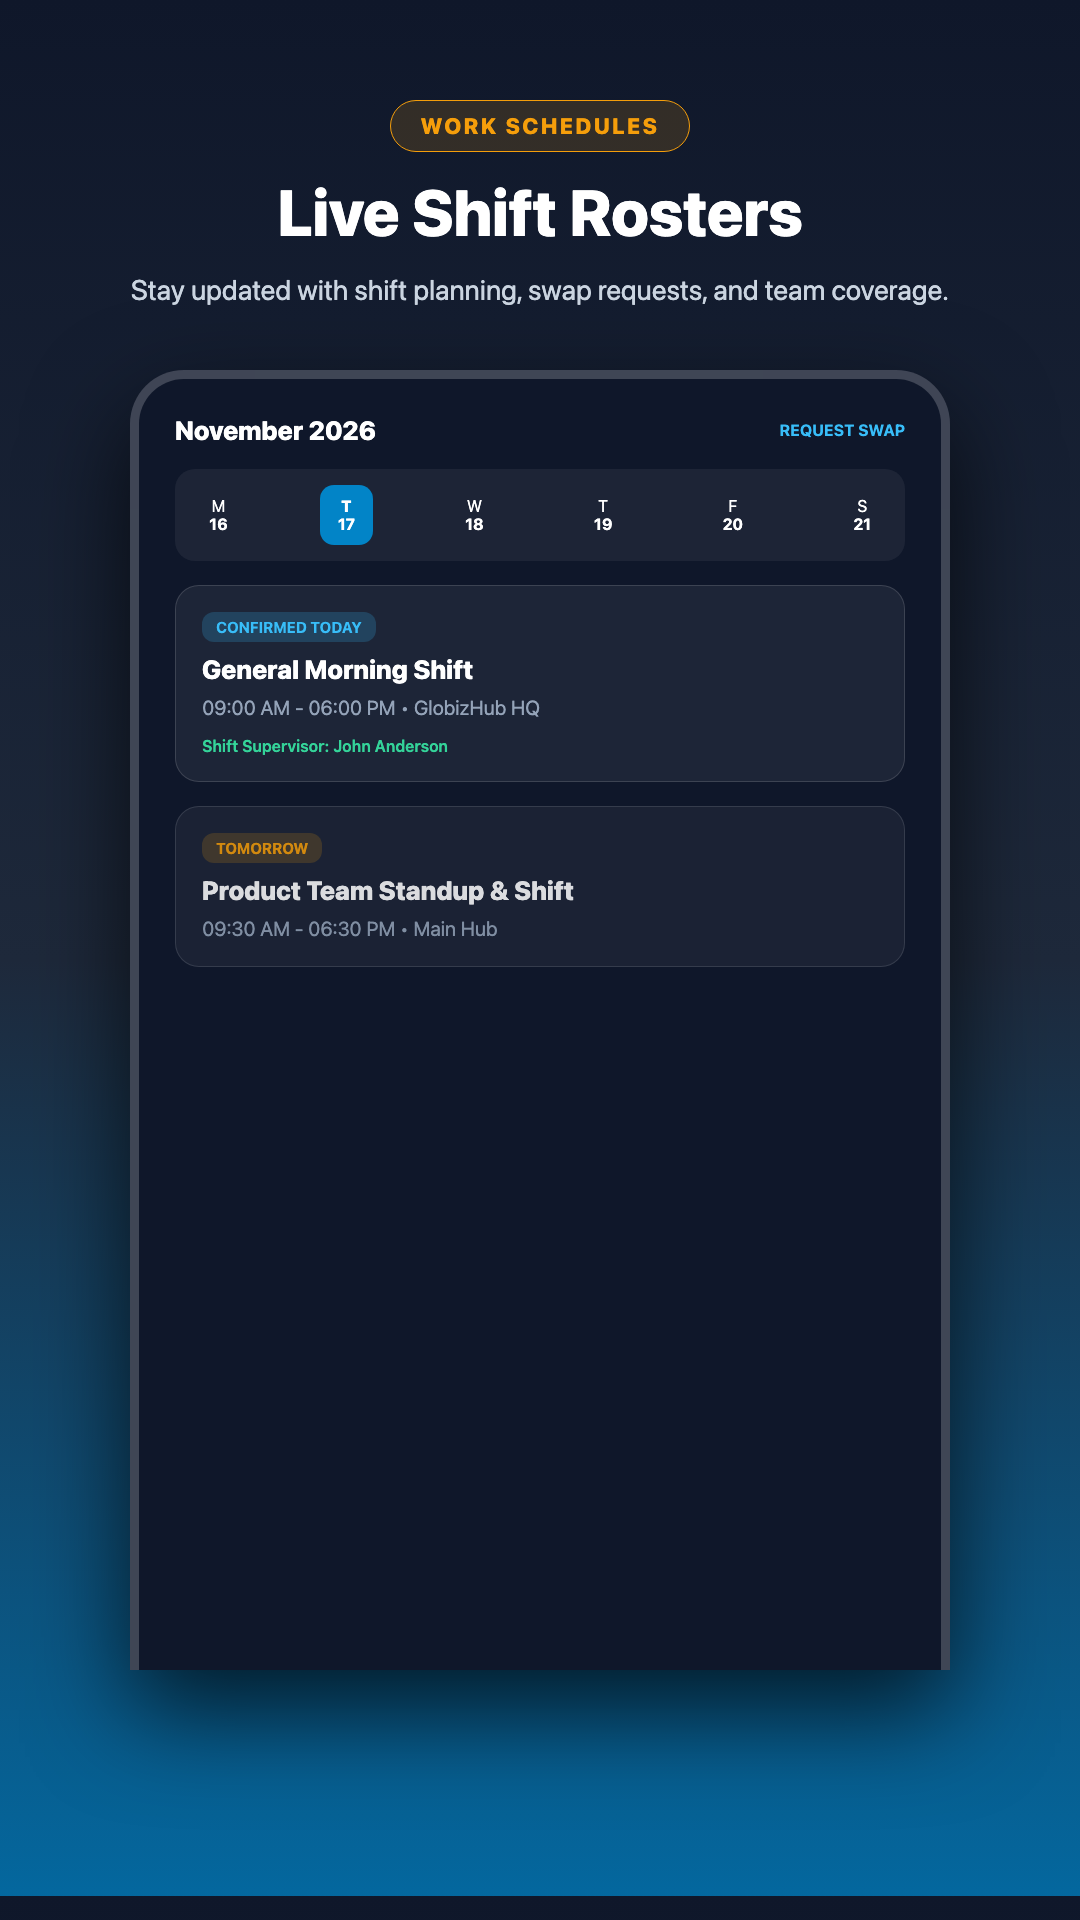 WORK SCHEDULES
Live Shift Rosters
Stay updated with shift planning, swap requests, and team coverage.
November 2026 REQUEST SWAP
M T W T F S
16 17 18 19 20 21
CONFIRMED TODAY
General Morning Shift
09:00 AM - 06:00 PM • GlobizHub HQ
Shift Supervisor: John Anderson
TOMORROW
Product Team Standup & Shift
09:30 AM - 06:30 PM • Main Hub